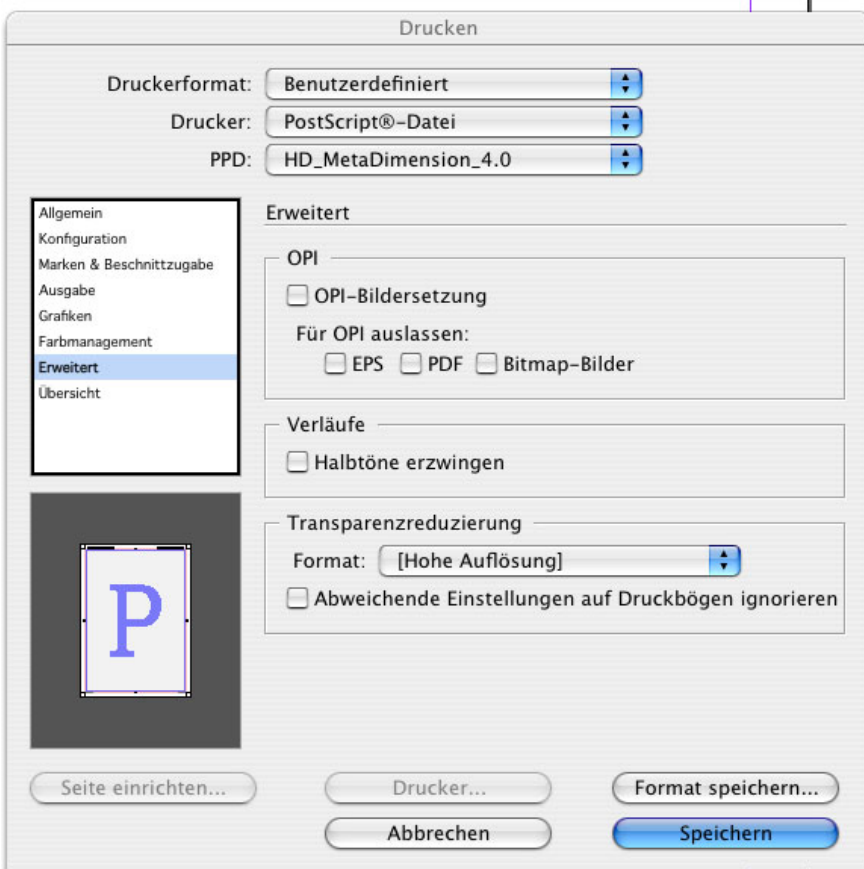 Drucken
Druckerformat: Benutzerdefiniert
Drucker: PostScript®-Datei
PPD: HD_MetaDimension_4.0
Allgemein
Konfiguration
Marken & Beschnittzugabe
Ausgabe
Grafiken
Farbmanagement
Erweitert
Übersicht
Erweitert
OPI
OPI-Bildersetzung
Für OPI auslassen:
EPS PDF Bitmap-Bilder
Verläufe
Halbtöne erzwingen
Transparenzreduzierung
Format: [Hohe Auflösung]
Abweichende Einstellungen auf Druckbögen ignorieren
P
Seite einrichten... Drucker... Format speichern...
Abbrechen Speichern